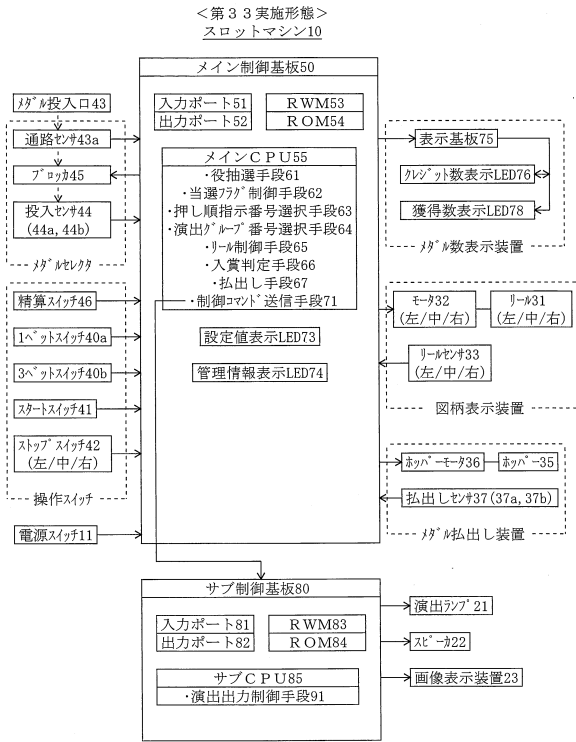 ＜第３３実施形態＞
スロットマシン10
メイン制御基板50
メダル投入口43
通路センサ43a
ブロッカ45
投入センサ44
(44a, 44b)
メダルセレクタ
精算スイッチ46
1ベットスイッチ40a
3ベットスイッチ40b
スタートスイッチ41
ストップスイッチ42
(左/中/右)
操作スイッチ
電源スイッチ11
入力ポート51
出力ポート52
ＲＷＭ53
ＲＯＭ54
メインＣＰＵ55
・役抽選手段61
・当選フラグ制御手段62
・押し順指示番号選択手段63
・演出グループ番号選択手段64
・リール制御手段65
・入賞判定手段66
・払出し手段67
・制御コマンド送信手段71
設定値表示LED73
管理情報表示LED74
表示基板75
クレジット数表示LED76
獲得数表示LED78
メダル数表示装置
モータ32
(左/中/右)
リール31
(左/中/右)
リールセンサ33
(左/中/右)
図柄表示装置
ホッパーモータ36
ホッパー35
払出しセンサ37(37a, 37b)
メダル払出し装置
サブ制御基板80
入力ポート81
出力ポート82
ＲＷＭ83
ＲＯＭ84
サブＣＰＵ85
・演出出力制御手段91
演出ランプ21
スピーカ22
画像表示装置23